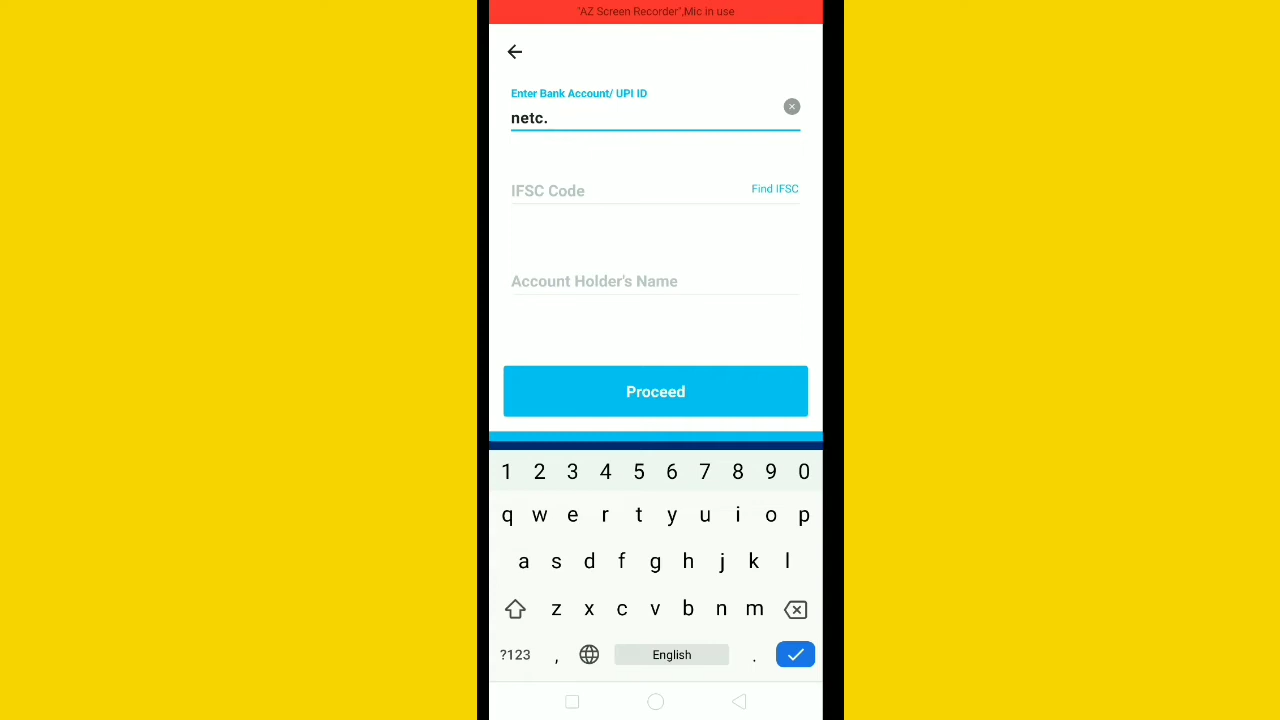 "AZ Screen Recorder",Mic in use
Enter Bank Account/ UPI ID
netc.
IFSC Code Find IFSC
Account Holder's Name
Proceed
1 2 3 4 5 6 7 8 9 0
q w e r t y u i o p
a s d f g h j k l
z x c v b n m
?123 , English .